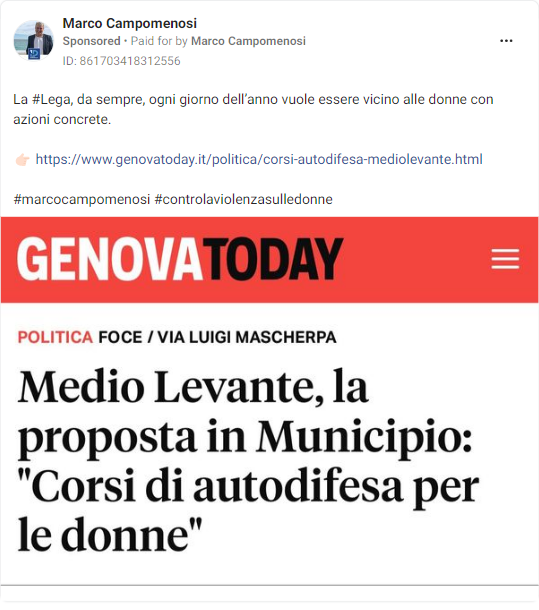 Marco Campomenosi
Sponsored • Paid for by Marco Campomenosi
ID: 861703418312556
La #Lega, da sempre, ogni giorno dell'anno vuole essere vicino alle donne con
azioni concrete.
👉🏻 https://www.genovatoday.it/politica/corsi-autodifesa-mediolevante.html
#marcocampomenosi #controlaviolenzasulledonne
GENOVATODAY
POLITICA FOCE / VIA LUIGI MASCHERPA
Medio Levante, la
proposta in Municipio:
"Corsi di autodifesa per
le donne"